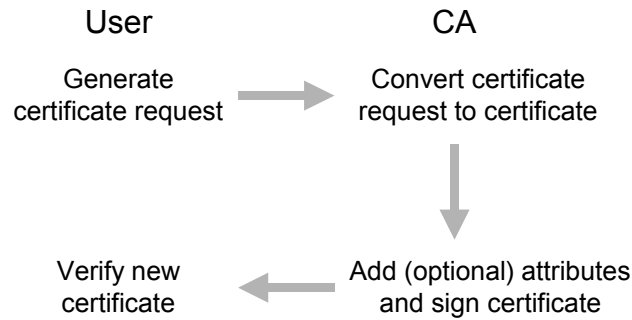 User
CA
Generate
certificate request
Convert certificate
request to certificate
Add (optional) attributes
and sign certificate
Verify new
certificate